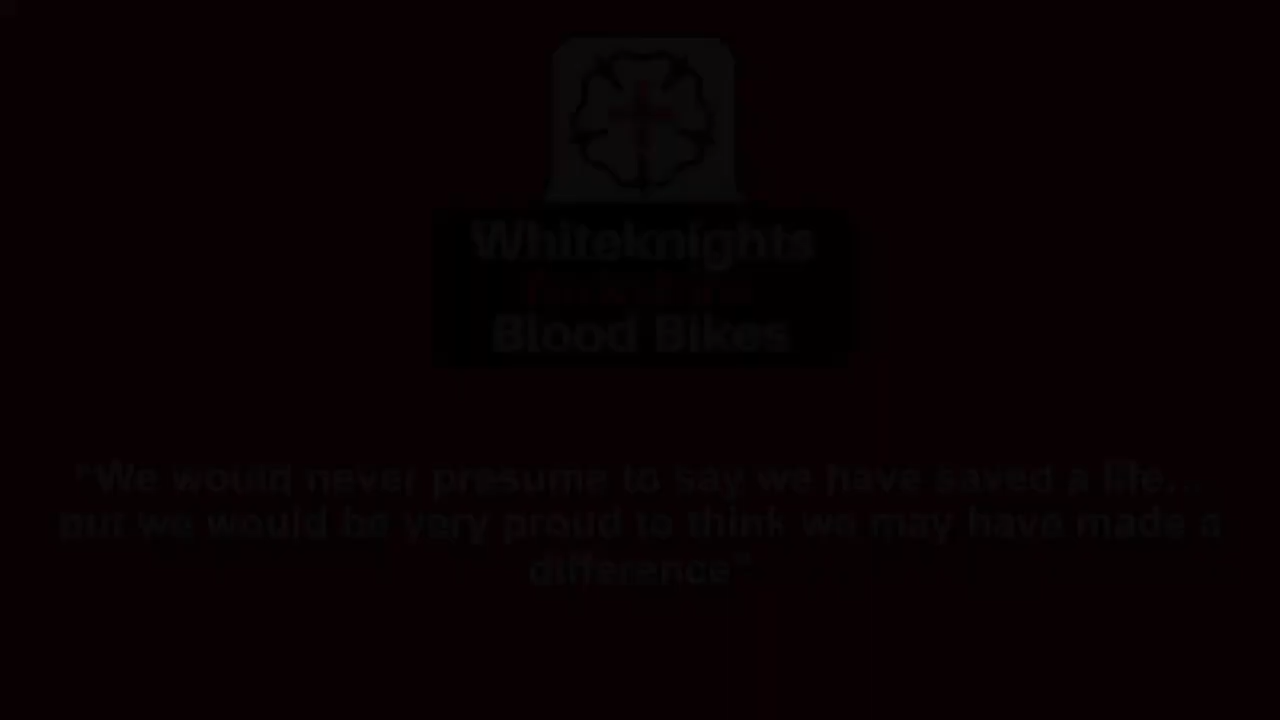 Whiteknights
Blood Bikes
"We would never presume to say we have saved a life...
but we would be very proud to think we may have made a
difference"